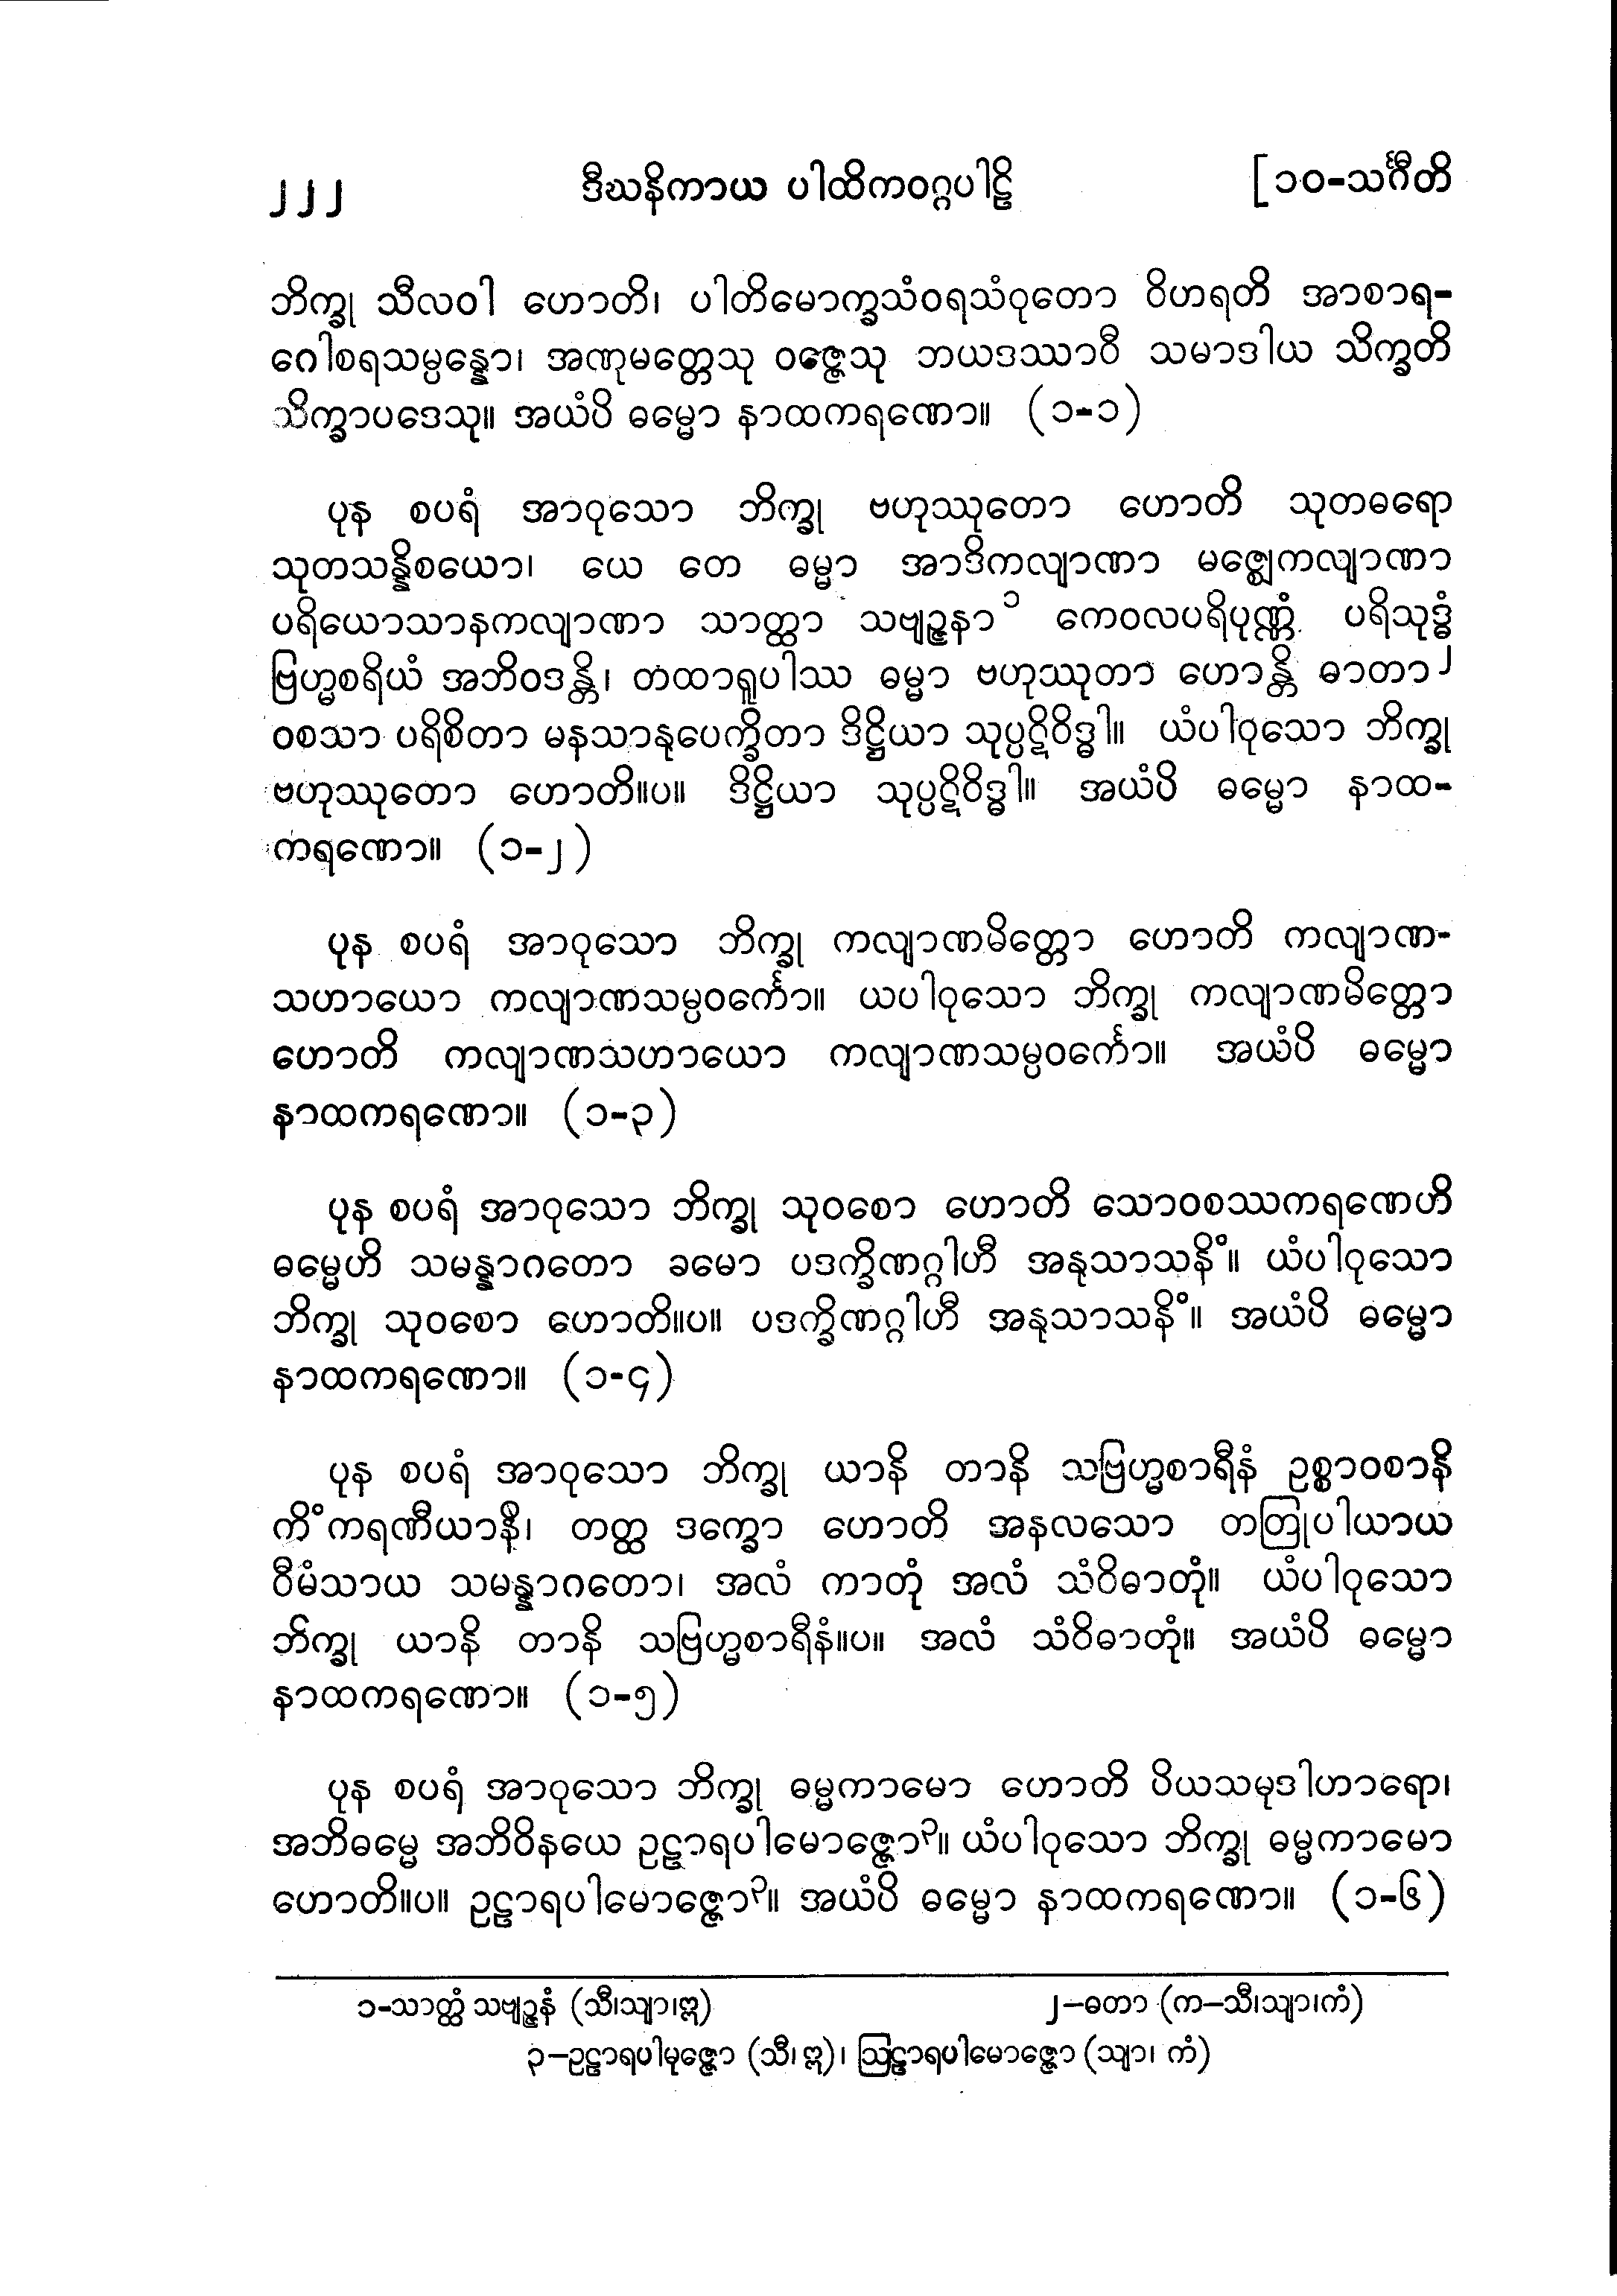 ၂၂၂ ဒီဃနိကာယ ပါထိကဝဂ္ဂပါဠိ [၁၀-သင်္ဂီတိ
ဘိက္ခု သီလဝါ ဟောတိ၊ ပါတိမောက္ခသံဝရသံဝုတော ဝိဟရတိ အာစာရ-
ဂေါစရသမ္ပန္နော၊ အဏုမတ္တေသု ဝဇ္ဇေသု ဘယဒဿာဝီ သမာဒါယ သိက္ခတိ
သိက္ခာပဒေသု။ အယံပိ ဓမ္မော နာထကရဏော။ (၁-၁)
ပုန စပရံ အာဝုသော ဘိက္ခု ဗဟုဿုတော ဟောတိ သုတဓရော
သုတသန္နိစယော၊ ယေ တေ ဓမ္မာ အာဒိကလျာဏာ မဇ္ဈေကလျာဏာ
ပရိယောသာနကလျာဏာ သာတ္ထာ သဗျဉ္ဇနာ၁ ကေဝလပရိပုဏ္ဏံ ပရိသုဒ္ဓံ
ဗြဟ္မစရိယံ အဘိဝဒန္တိ၊ တထာရူပါဿ ဓမ္မာ ဗဟုဿုတာ ဟောန္တိ ဓာတာ၂
ဝစသာ ပရိစိတာ မနသာနုပေက္ခိတာ ဒိဋ္ဌိယာ သုပ္ပဋိဝိဒ္ဓါ။ ယံပါဝုသော ဘိက္ခု
ဗဟုဿုတော ဟောတိ။ပ။ ဒိဋ္ဌိယာ သုပ္ပဋိဝိဒ္ဓါ။ အယံပိ ဓမ္မော နာထ-
ကရဏော။ (၁-၂)
ပုန စပရံ အာဝုသော ဘိက္ခု ကလျာဏမိတ္တော ဟောတိ ကလျာဏ-
သဟာယော ကလျာဏသမ္ပဝင်္ကော။ ယပါဝုသော ဘိက္ခု ကလျာဏမိတ္တော
ဟောတိ ကလျာဏသဟာယော ကလျာဏသမ္ပဝင်္ကော။ အယံပိ ဓမ္မော
နာထကရဏော။ (၁-၃)
ပုန စပရံ အာဝုသော ဘိက္ခု သုဝစော ဟောတိ သောဝစဿကရဏေဟိ
ဓမ္မေဟိ သမန္နာဂတော ခမော ပဒက္ခိဏဂ္ဂါဟီ အနုသာသနိံ။ ယံပါဝုသော
ဘိက္ခု သုဝစော ဟောတိ။ပ။ ပဒက္ခိဏဂ္ဂါဟီ အနုသာသနိံ။ အယံပိ ဓမ္မော
နာထကရဏော။ (၁-၄)
ပုန စပရံ အာဝုသော ဘိက္ခု ယာနိ တာနိ သဗြဟ္မစာရီနံ ဥစ္စာဝစာနိ
ကိံကရဏီယာနိ၊ တတ္ထ ဒက္ခော ဟောတိ အနလသော တတြုပါယာယ
ဝီမံသာယ သမန္နာဂတော၊ အလံ ကာတုံ အလံ သံဝိဓာတုံ။ ယံပါဝုသော
ဘိက္ခု ယာနိ တာနိ သဗြဟ္မစာရီနံ။ပ။ အလံ သံဝိဓာတုံ။ အယံပိ ဓမ္မော
နာထကရဏော။ (၁-၅)
ပုန စပရံ အာဝုသော ဘိက္ခု ဓမ္မကာမော ဟောတိ ပိယသမုဒါဟာရော၊
အဘိဓမ္မေ အဘိဝိနယေ ဥဠာရပါမောဇ္ဇော၃။ ယံပါဝုသော ဘိက္ခု ဓမ္မကာမော
ဟောတိ။ပ။ ဥဠာရပါမောဇ္ဇော၃။ အယံပိ ဓမ္မော နာထကရဏော။ (၁-၆)
၁-သာတ္ထံ သဗျဉ္ဇနံ (သီ၊သျာ၊ဣ) ၂-ဓတာ (က-သီ၊သျာ၊ကံ)
၃-ဥဠာရပါမုဇ္ဇော (သီ၊ ဣ)၊ ဩဠာရပါမောဇ္ဇော (သျာ၊ ကံ)